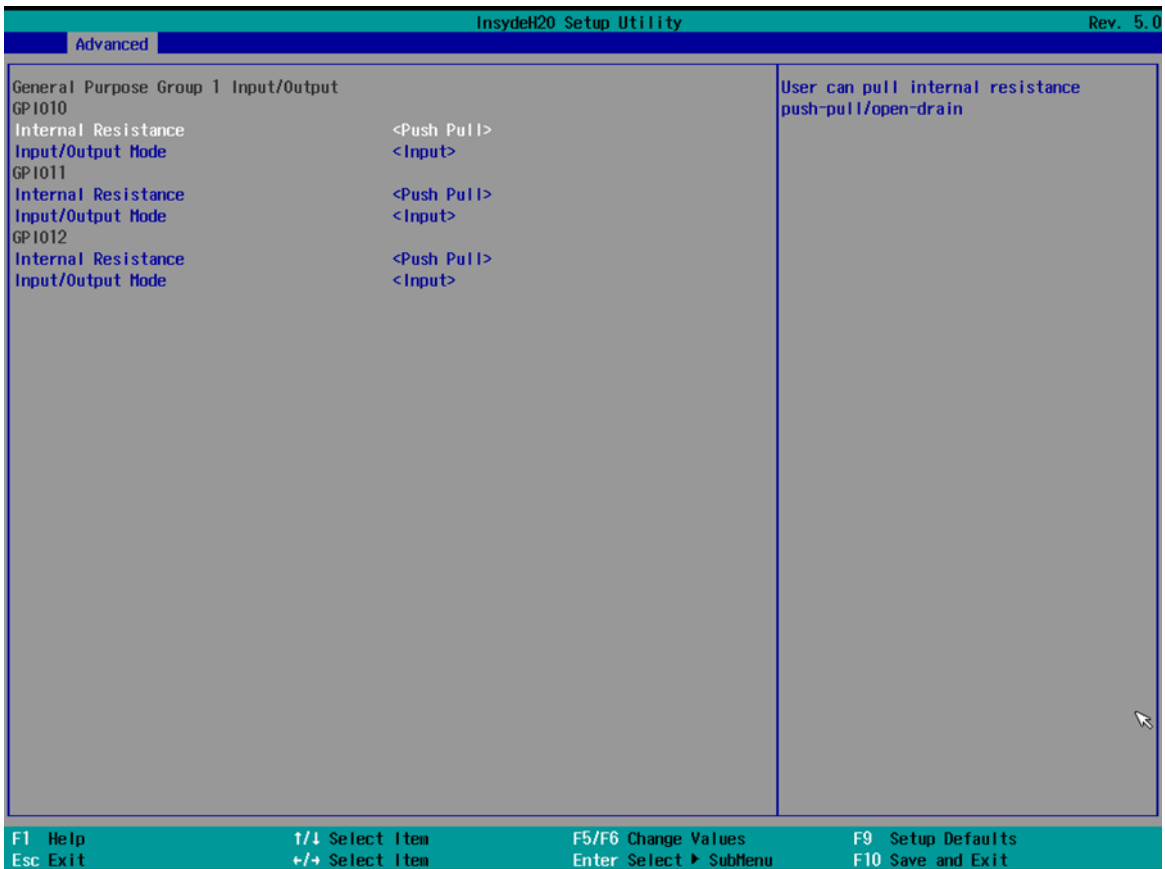 InsydeH20 Setup Utility Rev. 5.0
Advanced
General Purpose Group 1 Input/Output
GPIO10
Internal Resistance <Push Pull>
Input/Output Mode <Input>
GPIO11
Internal Resistance <Push Pull>
Input/Output Mode <Input>
GPIO12
Internal Resistance <Push Pull>
Input/Output Mode <Input>
User can pull internal resistance
push-pull/open-drain
F1 Help ↑/↓ Select Item F5/F6 Change Values F9 Setup Defaults
Esc Exit ←/→ Select Item Enter Select ▶ SubMenu F10 Save and Exit